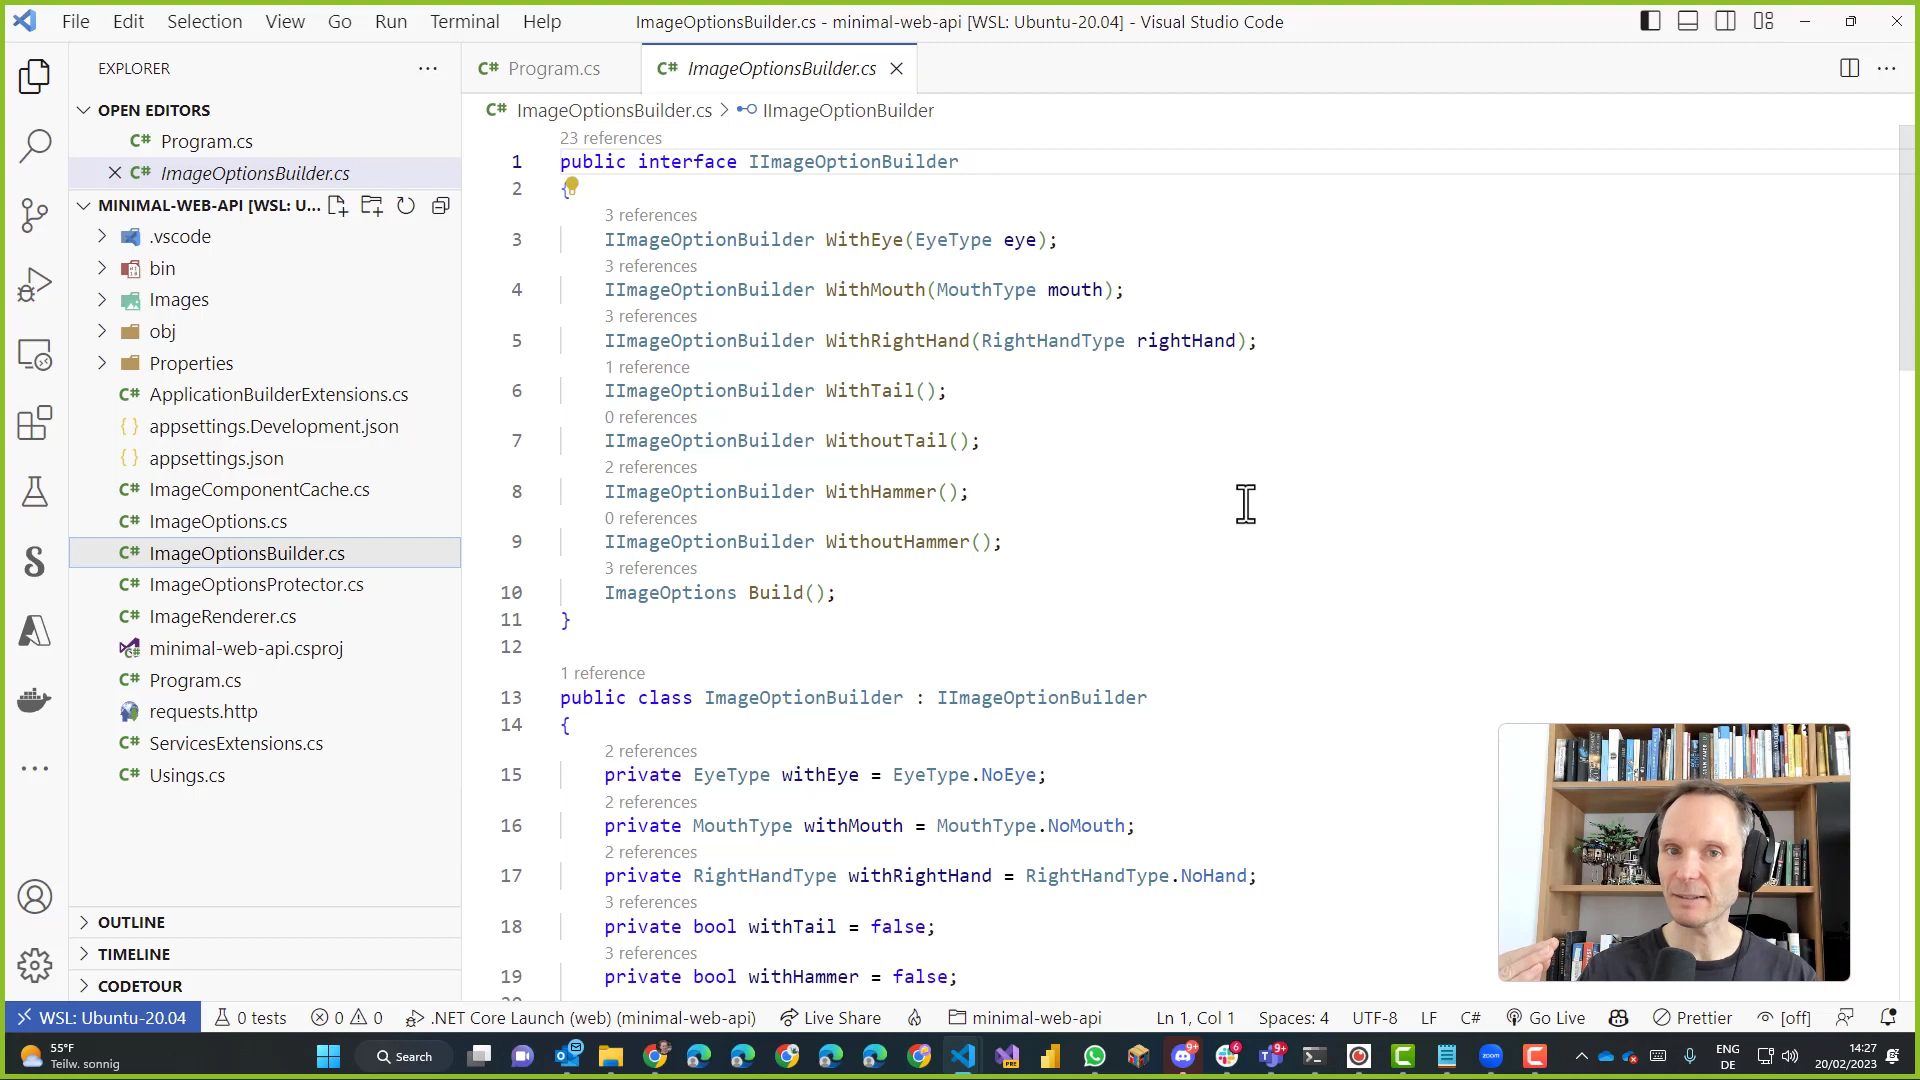 File Edit Selection View Go Run Terminal Help
ImageOptionsBuilder.cs - minimal-web-api [WSL: Ubuntu-20.04] - Visual Studio Code
EXPLORER
OPEN EDITORS
C# Program.cs
C# ImageOptionsBuilder.cs
MINIMAL-WEB-API [WSL: U...
.vscode
bin
Images
obj
Properties
C# ApplicationBuilderExtensions.cs
{} appsettings.Development.json
{} appsettings.json
C# ImageComponentCache.cs
C# ImageOptions.cs
C# ImageOptionsBuilder.cs
C# ImageOptionsProtector.cs
C# ImageRenderer.cs
minimal-web-api.csproj
C# Program.cs
requests.http
C# ServicesExtensions.cs
C# Usings.cs
OUTLINE
TIMELINE
CODETOUR
C# Program.cs
C# ImageOptionsBuilder.cs
C# ImageOptionsBuilder.cs > IImageOptionBuilder
23 references
1 public interface IImageOptionBuilder
2 {
3 references
3 IImageOptionBuilder WithEye(EyeType eye);
3 references
4 IImageOptionBuilder WithMouth(MouthType mouth);
3 references
5 IImageOptionBuilder WithRightHand(RightHandType rightHand);
1 reference
6 IImageOptionBuilder WithTail();
0 references
7 IImageOptionBuilder WithoutTail();
2 references
8 IImageOptionBuilder WithHammer();
0 references
9 IImageOptionBuilder WithoutHammer();
3 references
10 ImageOptions Build();
11 }
12
1 reference
13 public class ImageOptionBuilder : IImageOptionBuilder
14 {
2 references
15 private EyeType withEye = EyeType.NoEye;
2 references
16 private MouthType withMouth = MouthType.NoMouth;
2 references
17 private RightHandType withRightHand = RightHandType.NoHand;
3 references
18 private bool withTail = false;
3 references
19 private bool withHammer = false;
WSL: Ubuntu-20.04 0 tests 0 0 .NET Core Launch (web) (minimal-web-api) Live Share minimal-web-api Ln 1, Col 1 Spaces: 4 UTF-8 LF C# Go Live Prettier [off]
55°F
Teilw. sonnig
Search
PRE
9+
6
9+
zoom
ENG
DE
14:27
20/02/2023